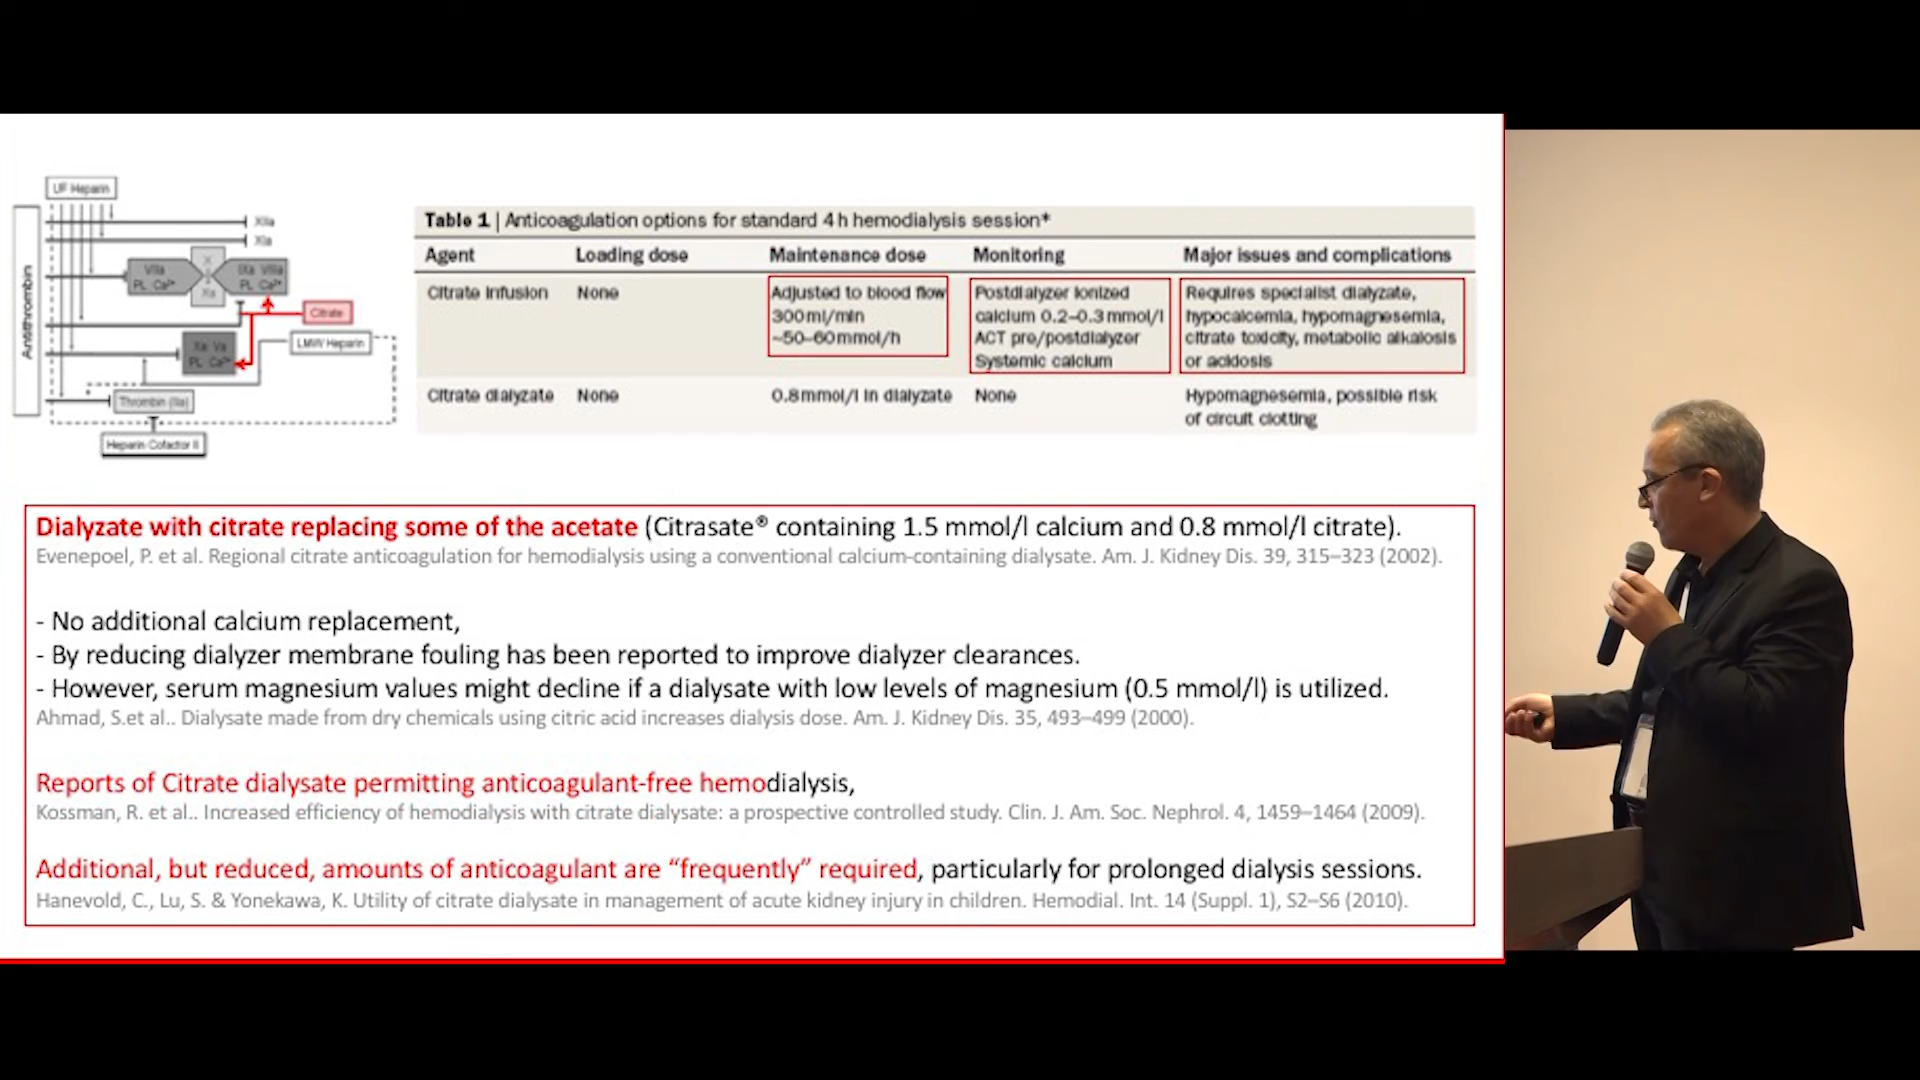 UF Heparin
XIIa
XIa
Antithrombin
VIIa
PL Ca²⁺
X
Xa
IXa VIIIa
PL Ca²⁺
Citrate
Xa Va
PL Ca²⁺
LMW Heparin
Thrombin (IIa)
Heparin Cofactor II
Table 1 | Anticoagulation options for standard 4 h hemodialysis session*
Agent Loading dose Maintenance dose Monitoring Major issues and complications
Citrate infusion None Adjusted to blood flow Postdialyzer ionized Requires specialist dialyzate,
300 ml/min calcium 0.2–0.3 mmol/l hypocalcemia, hypomagnesemia,
~50–60 mmol/h ACT pre/postdialyzer citrate toxicity, metabolic alkalosis
Systemic calcium or acidosis
Citrate dialyzate None 0.8 mmol/l in dialyzate None Hypomagnesemia, possible risk
of circuit clotting
Dialyzate with citrate replacing some of the acetate (Citrasate® containing 1.5 mmol/l calcium and 0.8 mmol/l citrate).
Evenepoel, P. et al. Regional citrate anticoagulation for hemodialysis using a conventional calcium-containing dialysate. Am. J. Kidney Dis. 39, 315–323 (2002).
- No additional calcium replacement,
- By reducing dialyzer membrane fouling has been reported to improve dialyzer clearances.
- However, serum magnesium values might decline if a dialysate with low levels of magnesium (0.5 mmol/l) is utilized.
Ahmad, S.et al.. Dialysate made from dry chemicals using citric acid increases dialysis dose. Am. J. Kidney Dis. 35, 493–499 (2000).
Reports of Citrate dialysate permitting anticoagulant-free hemodialysis,
Kossman, R. et al.. Increased efficiency of hemodialysis with citrate dialysate: a prospective controlled study. Clin. J. Am. Soc. Nephrol. 4, 1459–1464 (2009).
Additional, but reduced, amounts of anticoagulant are “frequently” required, particularly for prolonged dialysis sessions.
Hanevold, C., Lu, S. & Yonekawa, K. Utility of citrate dialysate in management of acute kidney injury in children. Hemodial. Int. 14 (Suppl. 1), S2–S6 (2010).